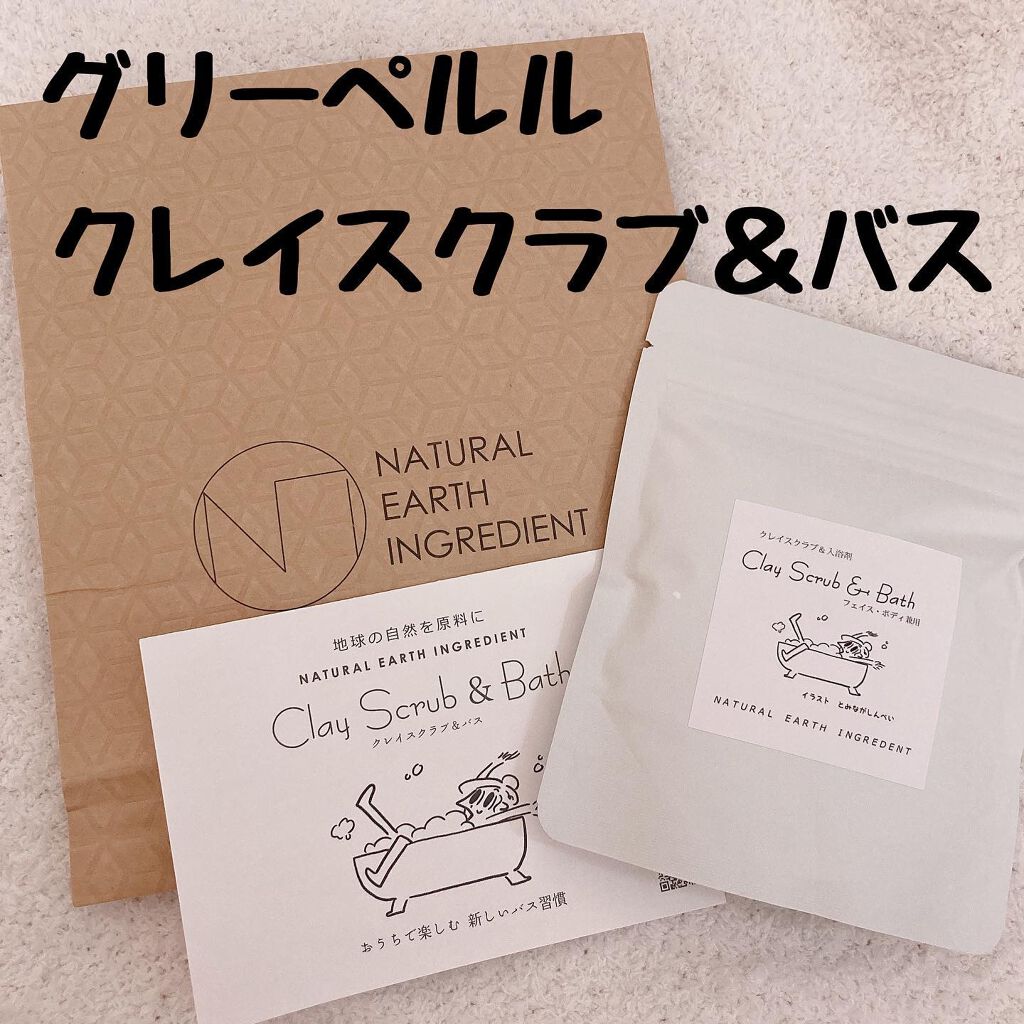 グリーペルル
クレイスクラブ&バス
NATURAL
EARTH
INGREDIENT
地球の自然を原料に
NATURAL EARTH INGREDIENT
Clay Scrub & Bath
クレイスクラブ&バス
おうちで楽しむ 新しいバス習慣
クレイスクラブ&入浴剤
Clay Scrub & Bath
フェイス・ボディ兼用
イラスト とみながしんぺい
NATURAL EARTH INGREDENT